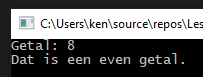 C:\Users\ken\source\repos\Les
Getal: 8
Dat is een even getal.